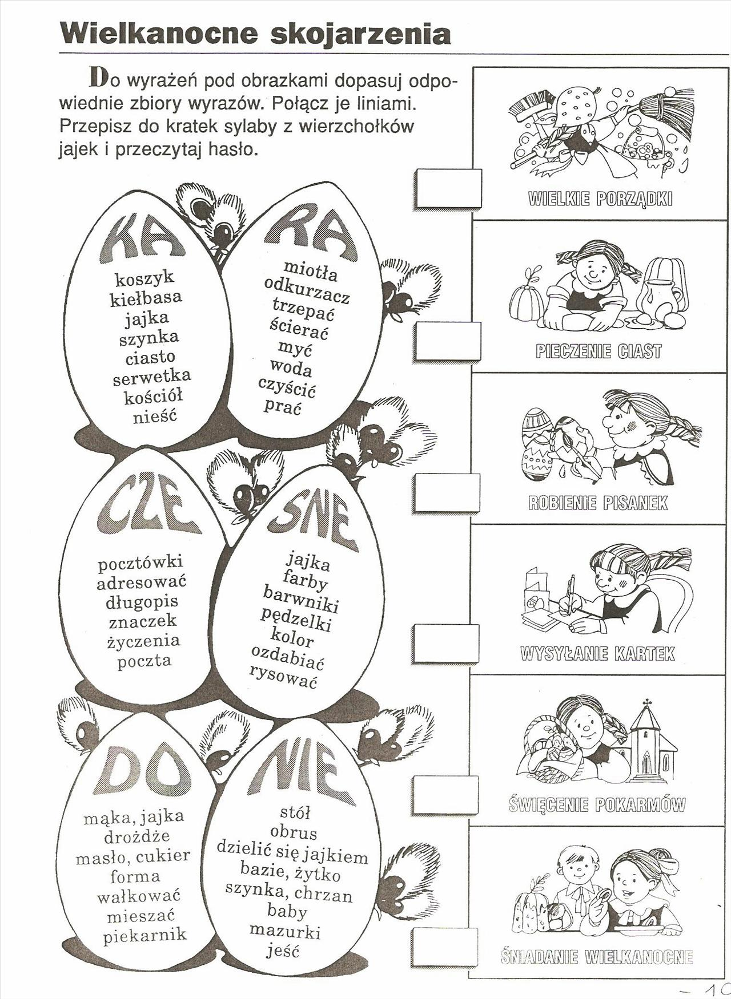 Wielkanocne skojarzenia
Do wyrażeń pod obrazkami dopasuj odpo-
wiednie zbiory wyrazów. Połącz je liniami.
Przepisz do kratek sylaby z wierzchołków
jajek i przeczytaj hasło.
KA
koszyk
kiełbasa
jajka
szynka
ciasto
serwetka
kościół
nieść
RA
miotła
odkurzacz
trzepać
ścierać
myć
woda
czyścić
prać
CZE
pocztówki
adresować
długopis
znaczek
życzenia
poczta
SNE
jajka
farby
barwniki
pędzelki
kolor
ozdabiać
rysować
DO
mąka, jajka
drożdże
masło, cukier
forma
wałkować
mieszać
piekarnik
NIE
stół
obrus
dzielić się jajkiem
bazie, żytko
szynka, chrzan
baby
mazurki
jeść
WIELKIE PORZĄDKI
PIECZENIE CIAST
ROBIENIE PISANEK
WYSYŁANIE KARTEK
ŚWIĘCENIE POKARMÓW
ŚNIADANIE WIELKANOCNE
- 10